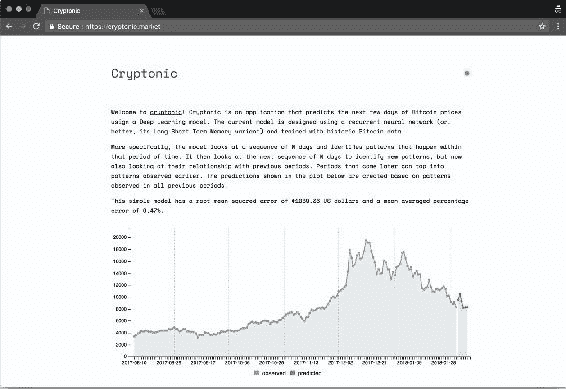 Cryptonic
Secure https://cryptonic.market
Cryptonic
Welcome to cryptonic! Cryptonic is an application that predicts the next few days of Bitcoin prices
using a Deep Learning model. The current model is designed using a recurrent neural network (or,
better, its Long Short Term Memory variant) and trained with historic Bitcoin data.
More specifically, the model looks at a sequence of N days and identifies patterns that happen within
that period of time. It then looks at the next sequence of N days to identify new patterns, but now
also looking at their relationship with previous periods. Periods that come later can tap into
patterns observed earlier. The predictions shown in the plot below are created based on patterns
observed in all previous periods.
This simple model has a root mean squared error of US dollars and a mean averaged percentage
error of
20000
18000
16000
14000
12000
10000
8000
6000
4000
2000
0
observed predicted